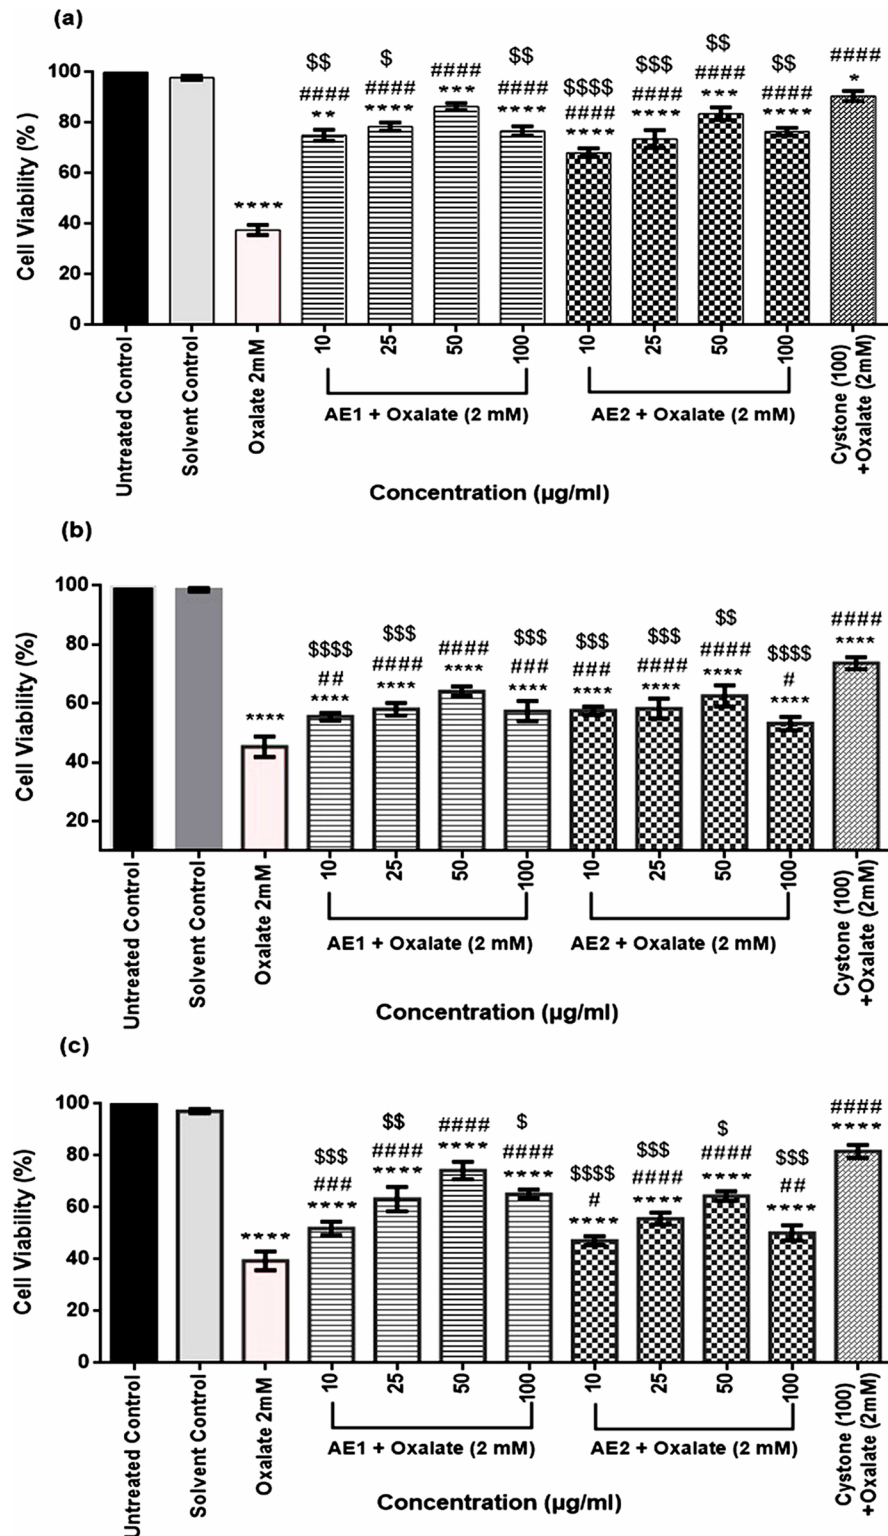 (a)
$$ $ $$ $$$$ $$$ $$ $$
#### #### #### #### #### #### #### #### ####
** **** *** **** **** **** *** **** *
****
Cell Viability (%)
100
80
60
40
20
0
Untreated Control
Solvent Control
Oxalate 2mM
10 25 50 100 10 25 50 100
Cystone (100)
+Oxalate (2mM)
AE1 + Oxalate (2 mM) AE2 + Oxalate (2 mM)
Concentration (µg/ml)
(b)
$$$$ $$$ $$$ $$$ $$$ $$ $$$$
## #### #### ### ### #### #### # ####
**** **** **** **** **** **** **** **** ****
****
Cell Viability (%)
100
80
60
40
20
Untreated Control
Solvent Control
Oxalate 2mM
10 25 50 100 10 25 50 100
Cystone (100)
+Oxalate (2mM)
AE1 + Oxalate (2 mM) AE2 + Oxalate (2 mM)
Concentration (µg/ml)
(c)
$$$ $$ $ $$$$ $$$ $ $$$
### #### #### #### # #### #### ## ####
**** **** **** **** **** **** **** **** ****
****
Cell Viability (%)
100
80
60
40
20
0
Untreated Control
Solvent Control
Oxalate 2mM
10 25 50 100 10 25 50 100
Cystone (100)
+Oxalate (2mM)
AE1 + Oxalate (2 mM) AE2 + Oxalate (2 mM)
Concentration (µg/ml)